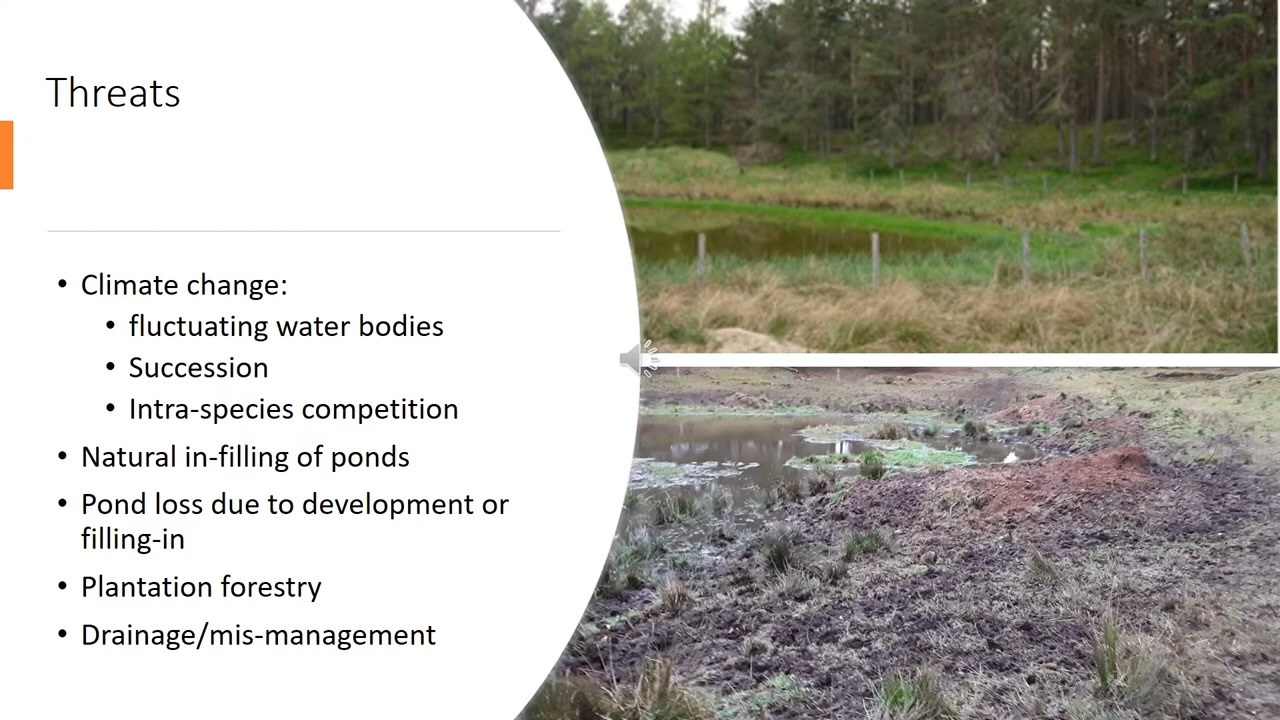 Threats
• Climate change:
• fluctuating water bodies
• Succession
• Intra-species competition
• Natural in-filling of ponds
• Pond loss due to development or
filling-in
• Plantation forestry
• Drainage/mis-management